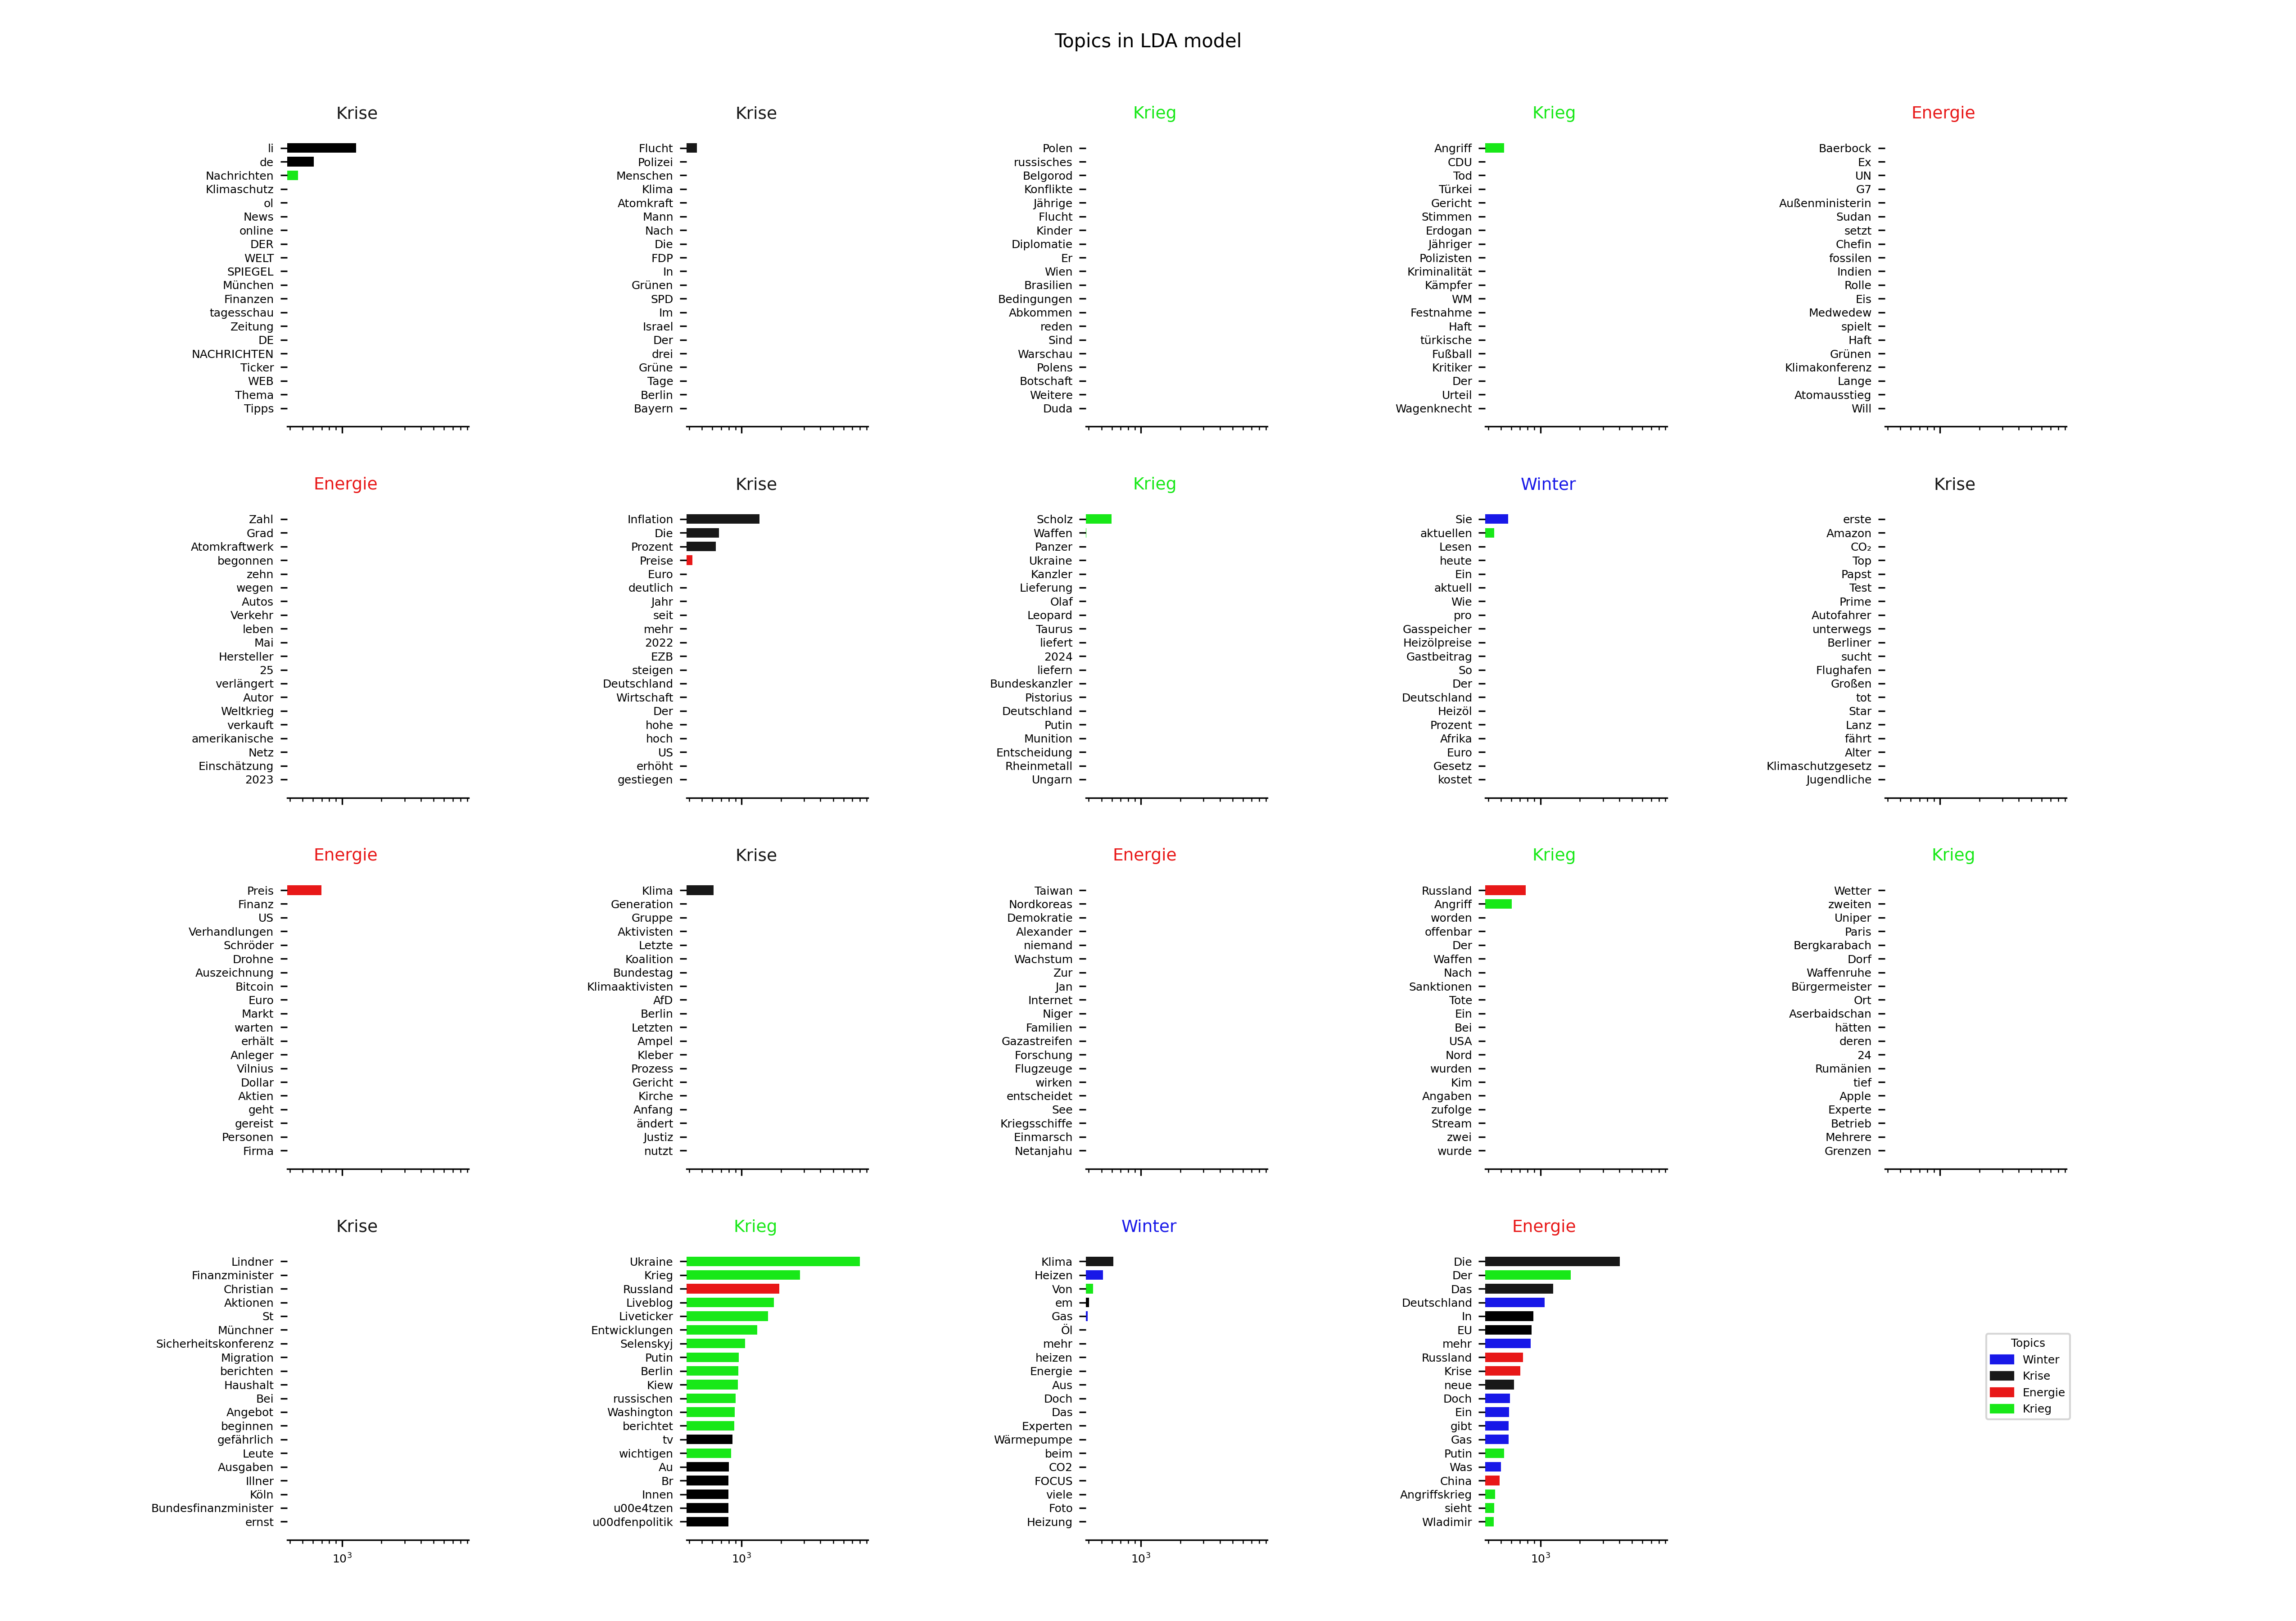 Topics in LDA model
Krise
li
de
Nachrichten
Klimaschutz
ol
News
online
DER
WELT
SPIEGEL
München
Finanzen
tagesschau
Zeitung
DE
NACHRICHTEN
Ticker
WEB
Thema
Tipps
Krise
Flucht
Polizei
Menschen
Klima
Atomkraft
Mann
Nach
Die
FDP
In
Grünen
SPD
Im
Israel
Der
drei
Grüne
Tage
Berlin
Bayern
Krieg
Polen
russisches
Belgorod
Konflikte
Jährige
Flucht
Kinder
Diplomatie
Er
Wien
Brasilien
Bedingungen
Abkommen
reden
Sind
Warschau
Polens
Botschaft
Weitere
Duda
Krieg
Angriff
CDU
Tod
Türkei
Gericht
Stimmen
Erdogan
Jähriger
Polizisten
Kriminalität
Kämpfer
WM
Festnahme
Haft
türkische
Fußball
Kritiker
Der
Urteil
Wagenknecht
Energie
Baerbock
Ex
UN
G7
Außenministerin
Sudan
setzt
Chefin
fossilen
Indien
Rolle
Eis
Medwedew
spielt
Haft
Grünen
Klimakonferenz
Lange
Atomausstieg
Will
Energie
Zahl
Grad
Atomkraftwerk
begonnen
zehn
wegen
Autos
Verkehr
leben
Mai
Hersteller
25
verlängert
Autor
Weltkrieg
verkauft
amerikanische
Netz
Einschätzung
2023
Krise
Inflation
Die
Prozent
Preise
Euro
deutlich
Jahr
seit
mehr
2022
EZB
steigen
Deutschland
Wirtschaft
Der
hohe
hoch
US
erhöht
gestiegen
Krieg
Scholz
Waffen
Panzer
Ukraine
Kanzler
Lieferung
Olaf
Leopard
Taurus
liefert
2024
liefern
Bundeskanzler
Pistorius
Deutschland
Putin
Munition
Entscheidung
Rheinmetall
Ungarn
Winter
Sie
aktuellen
Lesen
heute
Ein
aktuell
Wie
pro
Gasspeicher
Heizölpreise
Gastbeitrag
So
Der
Deutschland
Heizöl
Prozent
Afrika
Euro
Gesetz
kostet
Krise
erste
Amazon
CO₂
Top
Papst
Test
Prime
Autofahrer
unterwegs
Berliner
sucht
Flughafen
Großen
tot
Star
Lanz
fährt
Alter
Klimaschutzgesetz
Jugendliche
Energie
Preis
Finanz
US
Verhandlungen
Schröder
Drohne
Auszeichnung
Bitcoin
Euro
Markt
warten
erhält
Anleger
Vilnius
Dollar
Aktien
geht
gereist
Personen
Firma
Krise
Klima
Generation
Gruppe
Aktivisten
Letzte
Koalition
Bundestag
Klimaaktivisten
AfD
Berlin
Letzten
Ampel
Kleber
Prozess
Gericht
Kirche
Anfang
ändert
Justiz
nutzt
Energie
Taiwan
Nordkoreas
Demokratie
Alexander
niemand
Wachstum
Zur
Jan
Internet
Niger
Familien
Gazastreifen
Forschung
Flugzeuge
wirken
entscheidet
See
Kriegsschiffe
Einmarsch
Netanjahu
Krieg
Russland
Angriff
worden
offenbar
Der
Waffen
Nach
Sanktionen
Tote
Ein
Bei
USA
Nord
wurden
Kim
Angaben
zufolge
Stream
zwei
wurde
Krieg
Wetter
zweiten
Uniper
Paris
Bergkarabach
Dorf
Waffenruhe
Bürgermeister
Ort
Aserbaidschan
hätten
deren
24
Rumänien
tief
Apple
Experte
Betrieb
Mehrere
Grenzen
Krise
Lindner
Finanzminister
Christian
Aktionen
St
Münchner
Sicherheitskonferenz
Migration
berichten
Haushalt
Bei
Angebot
beginnen
gefährlich
Leute
Ausgaben
Illner
Köln
Bundesfinanzminister
ernst
10³
Krieg
Ukraine
Krieg
Russland
Liveblog
Liveticker
Entwicklungen
Selenskyj
Putin
Berlin
Kiew
russischen
Washington
berichtet
tv
wichtigen
Au
Br
Innen
u00e4tzen
u00dfenpolitik
10³
Winter
Klima
Heizen
Von
em
Gas
Öl
mehr
heizen
Energie
Aus
Doch
Das
Experten
Wärmepumpe
beim
CO2
FOCUS
viele
Foto
Heizung
10³
Energie
Die
Der
Das
Deutschland
In
EU
mehr
Russland
Krise
neue
Doch
Ein
gibt
Gas
Putin
Was
China
Angriffskrieg
sieht
Wladimir
10³
Topics
Winter
Krise
Energie
Krieg